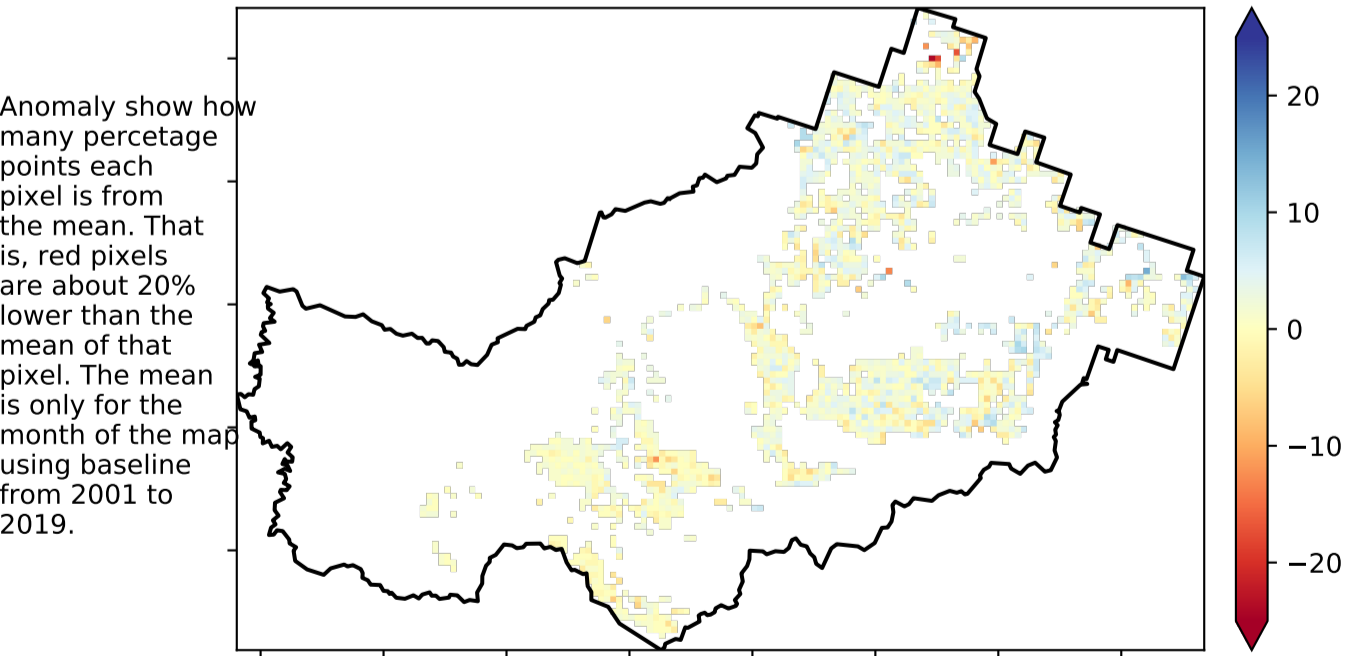 Anomaly show how
many percetage
points each
pixel is from
the mean. That
is, red pixels
are about 20%
lower than the
mean of that
pixel. The mean
is only for the
month of the map
using baseline
from 2001 to
2019.
20
10
0
−10
−20